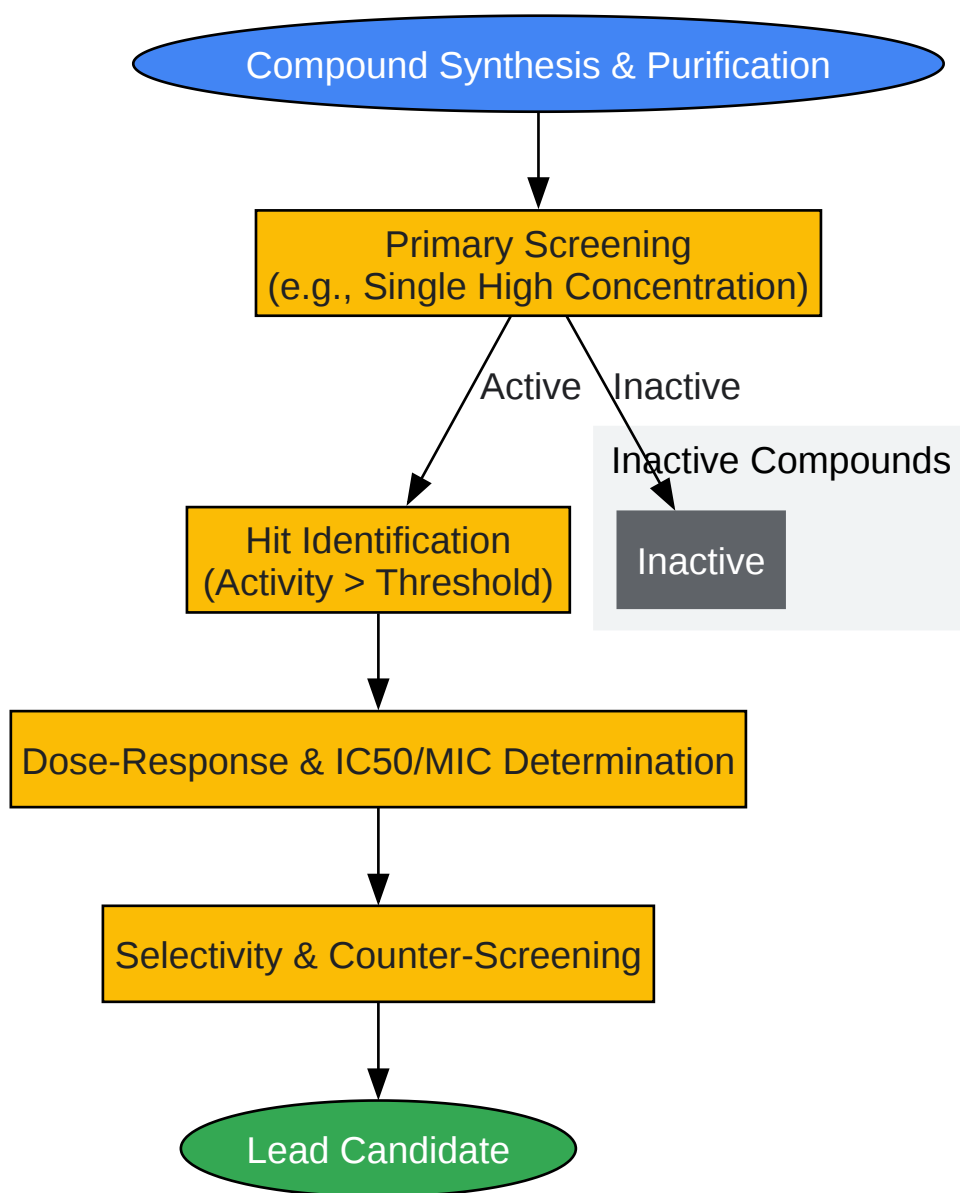 Compound Synthesis & Purification
Primary Screening
(e.g., Single High Concentration)
Active
Inactive
Inactive Compounds
Hit Identification
(Activity > Threshold)
Inactive
Dose-Response & IC50/MIC Determination
Selectivity & Counter-Screening
Lead Candidate